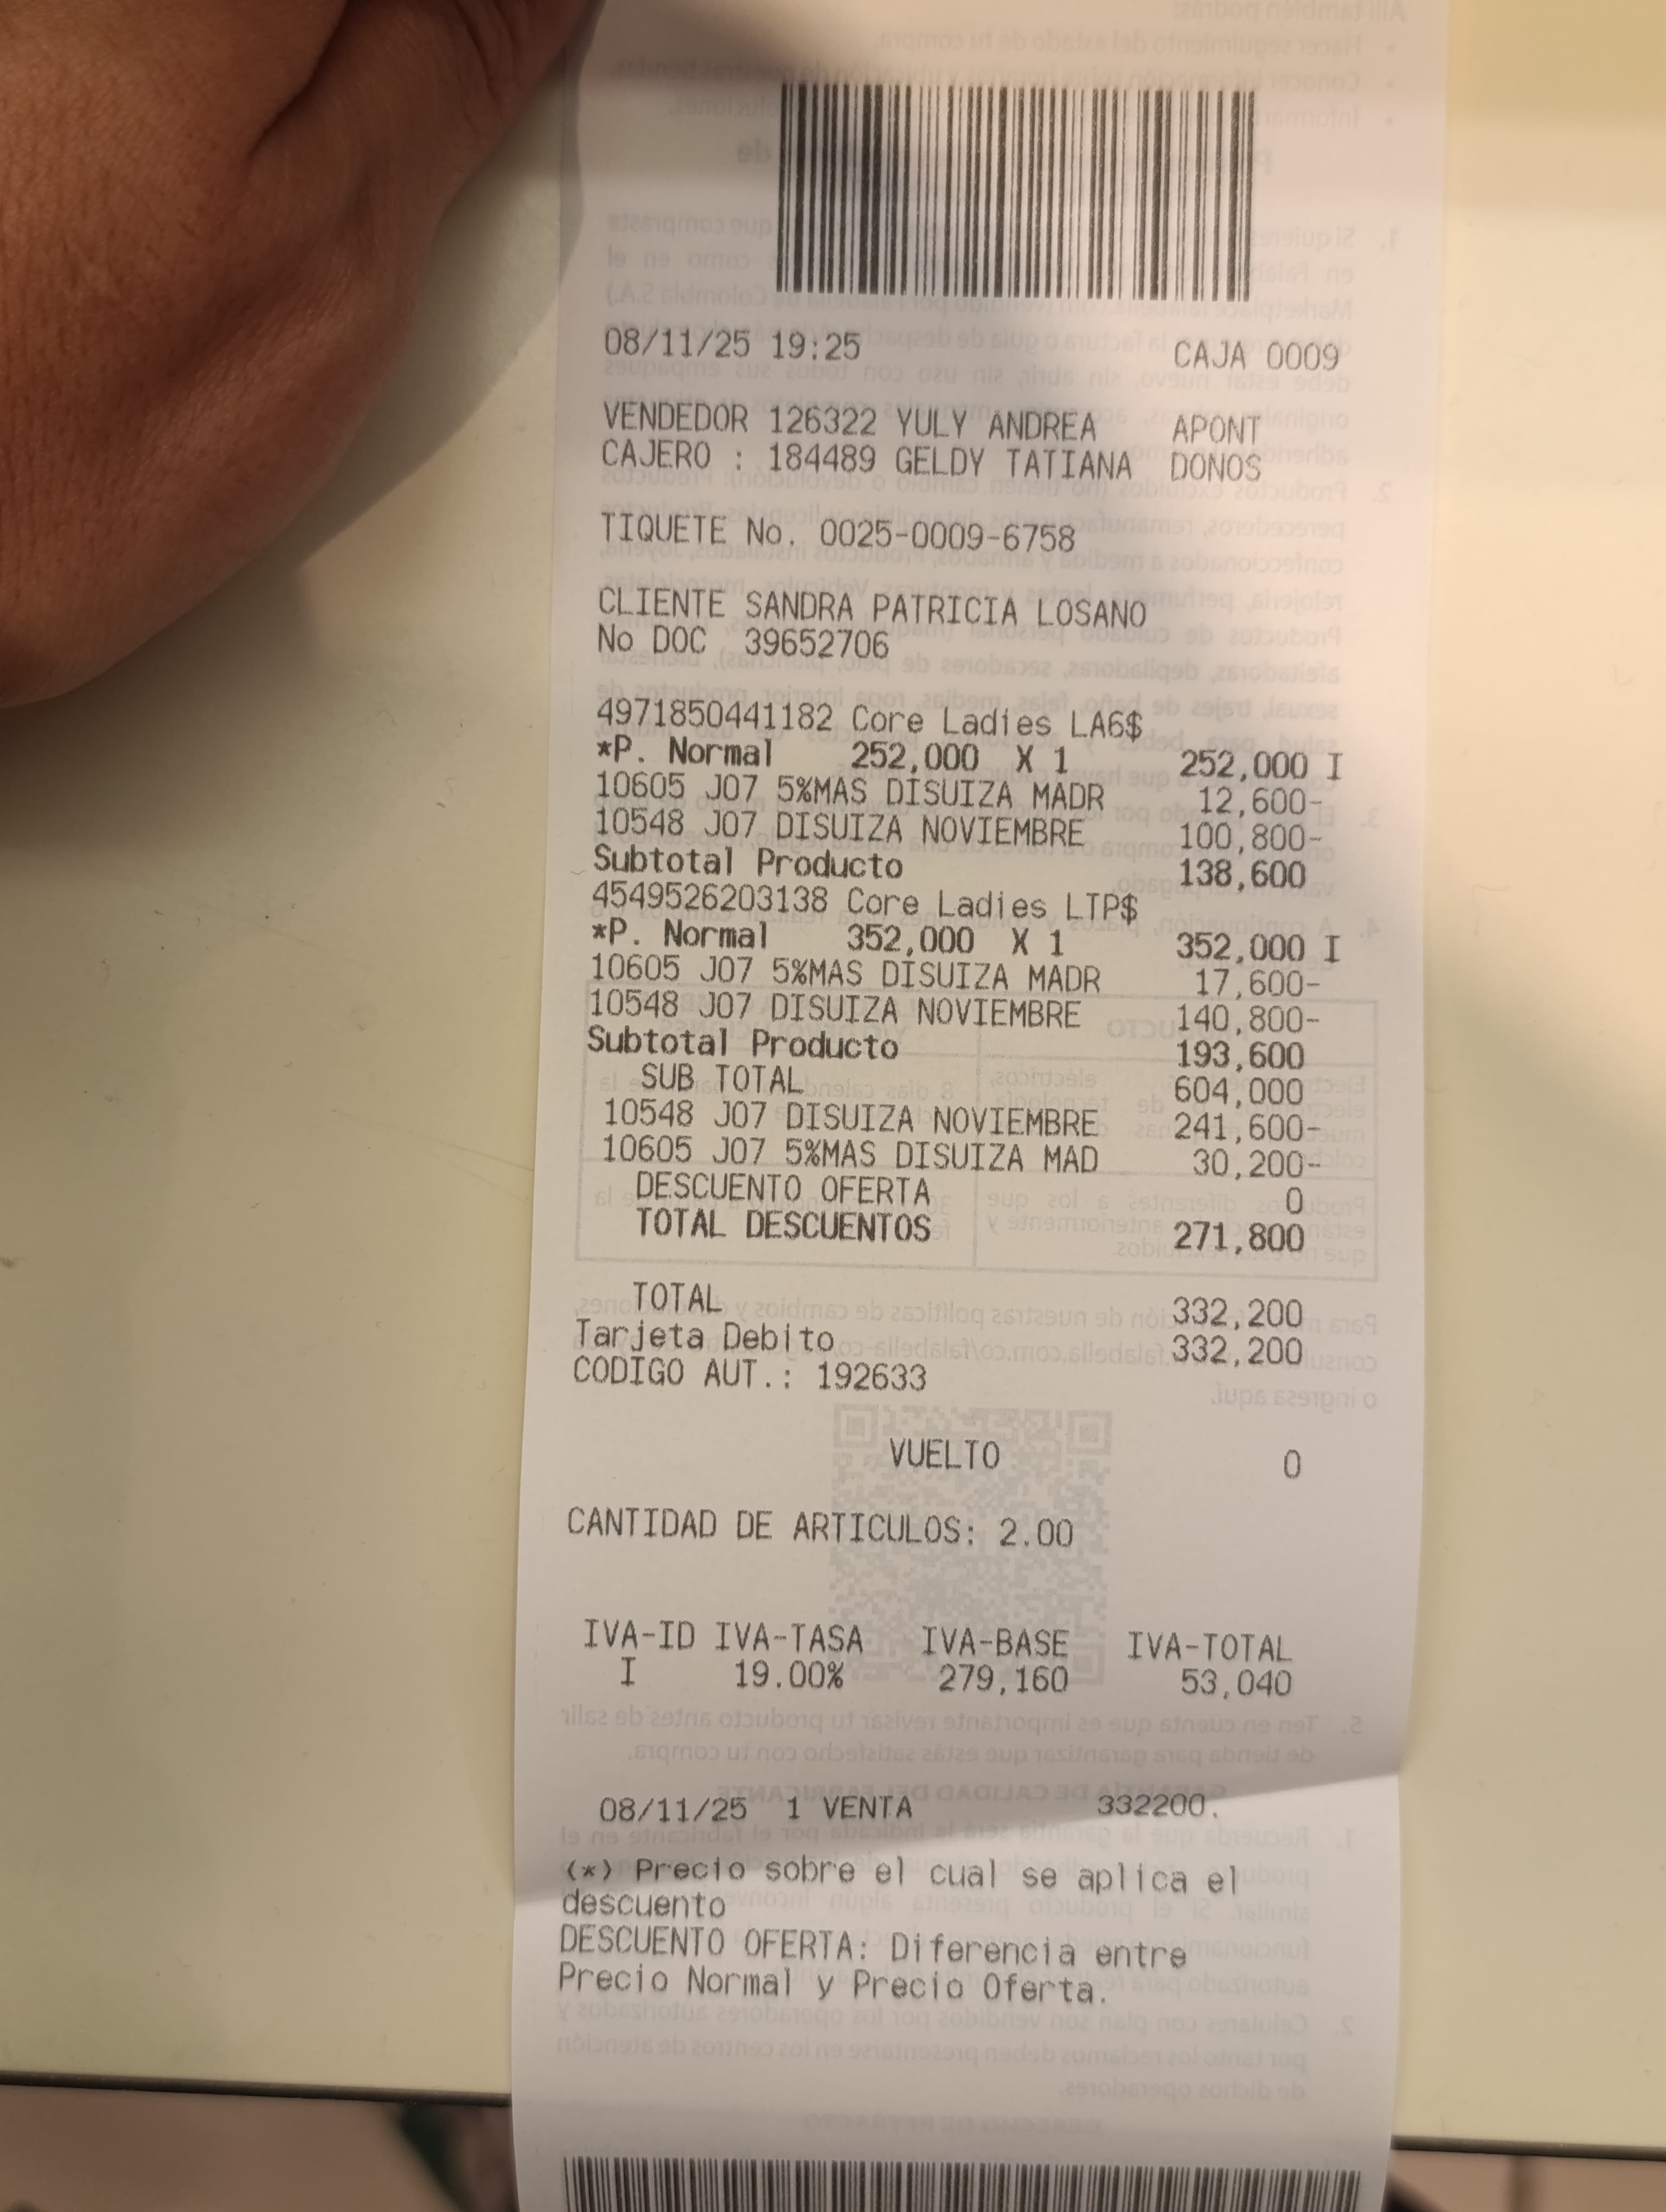 08/11/25 19:25 CAJA 0009
VENDEDOR 126322 YULY ANDREA APONT
CAJERO : 184489 GELDY TATIANA DONOS
TIQUETE No. 0025-0009-6758
CLIENTE SANDRA PATRICIA LOSANO
No DOC 39652706
4971850441182 Core Ladies LA6$
*P. Normal 252,000 X 1 252,000 I
10605 J07 5%MAS DISUIZA MADR 12,600-
10548 J07 DISUIZA NOVIEMBRE 100,800-
Subtotal Producto 138,600
4549526203138 Core Ladies LTP$
*P. Normal 352,000 X 1 352,000 I
10605 J07 5%MAS DISUIZA MADR 17,600-
10548 J07 DISUIZA NOVIEMBRE 140,800-
Subtotal Producto 193,600
SUB TOTAL 604,000
10548 J07 DISUIZA NOVIEMBRE 241,600-
10605 J07 5%MAS DISUIZA MAD 30,200-
DESCUENTO OFERTA 0
TOTAL DESCUENTOS 271,800
TOTAL 332,200
Tarjeta Debito 332,200
CODIGO AUT.: 192633
VUELTO 0
CANTIDAD DE ARTICULOS: 2.00
IVA-ID IVA-TASA IVA-BASE IVA-TOTAL
I 19.00% 279,160 53,040
08/11/25 1 VENTA 332200.
(*) Precio sobre el cual se aplica el
descuento
DESCUENTO OFERTA: Diferencia entre
Precio Normal y Precio Oferta.